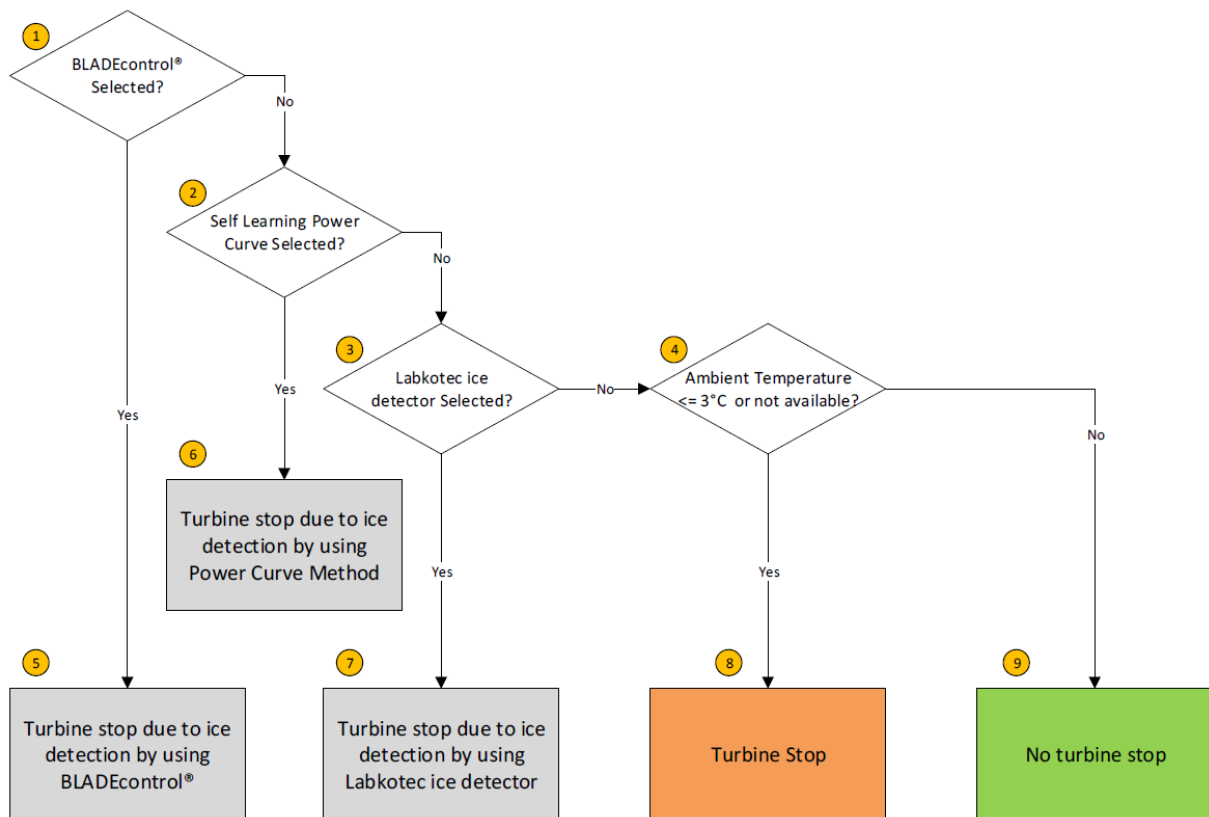 1
BLADEcontrol®
Selected?
No
2
Self Learning Power
Curve Selected?
No
3
Labkotec ice
detector Selected?
No
4
Ambient Temperature
<= 3°C or not available?
No
Yes
Yes
6
Turbine stop due to ice
detection by using
Power Curve Method
Yes
Yes
5
Turbine stop due to ice
detection by using
BLADEcontrol®
7
Turbine stop due to ice
detection by using
Labkotec ice detector
8
Turbine Stop
9
No turbine stop